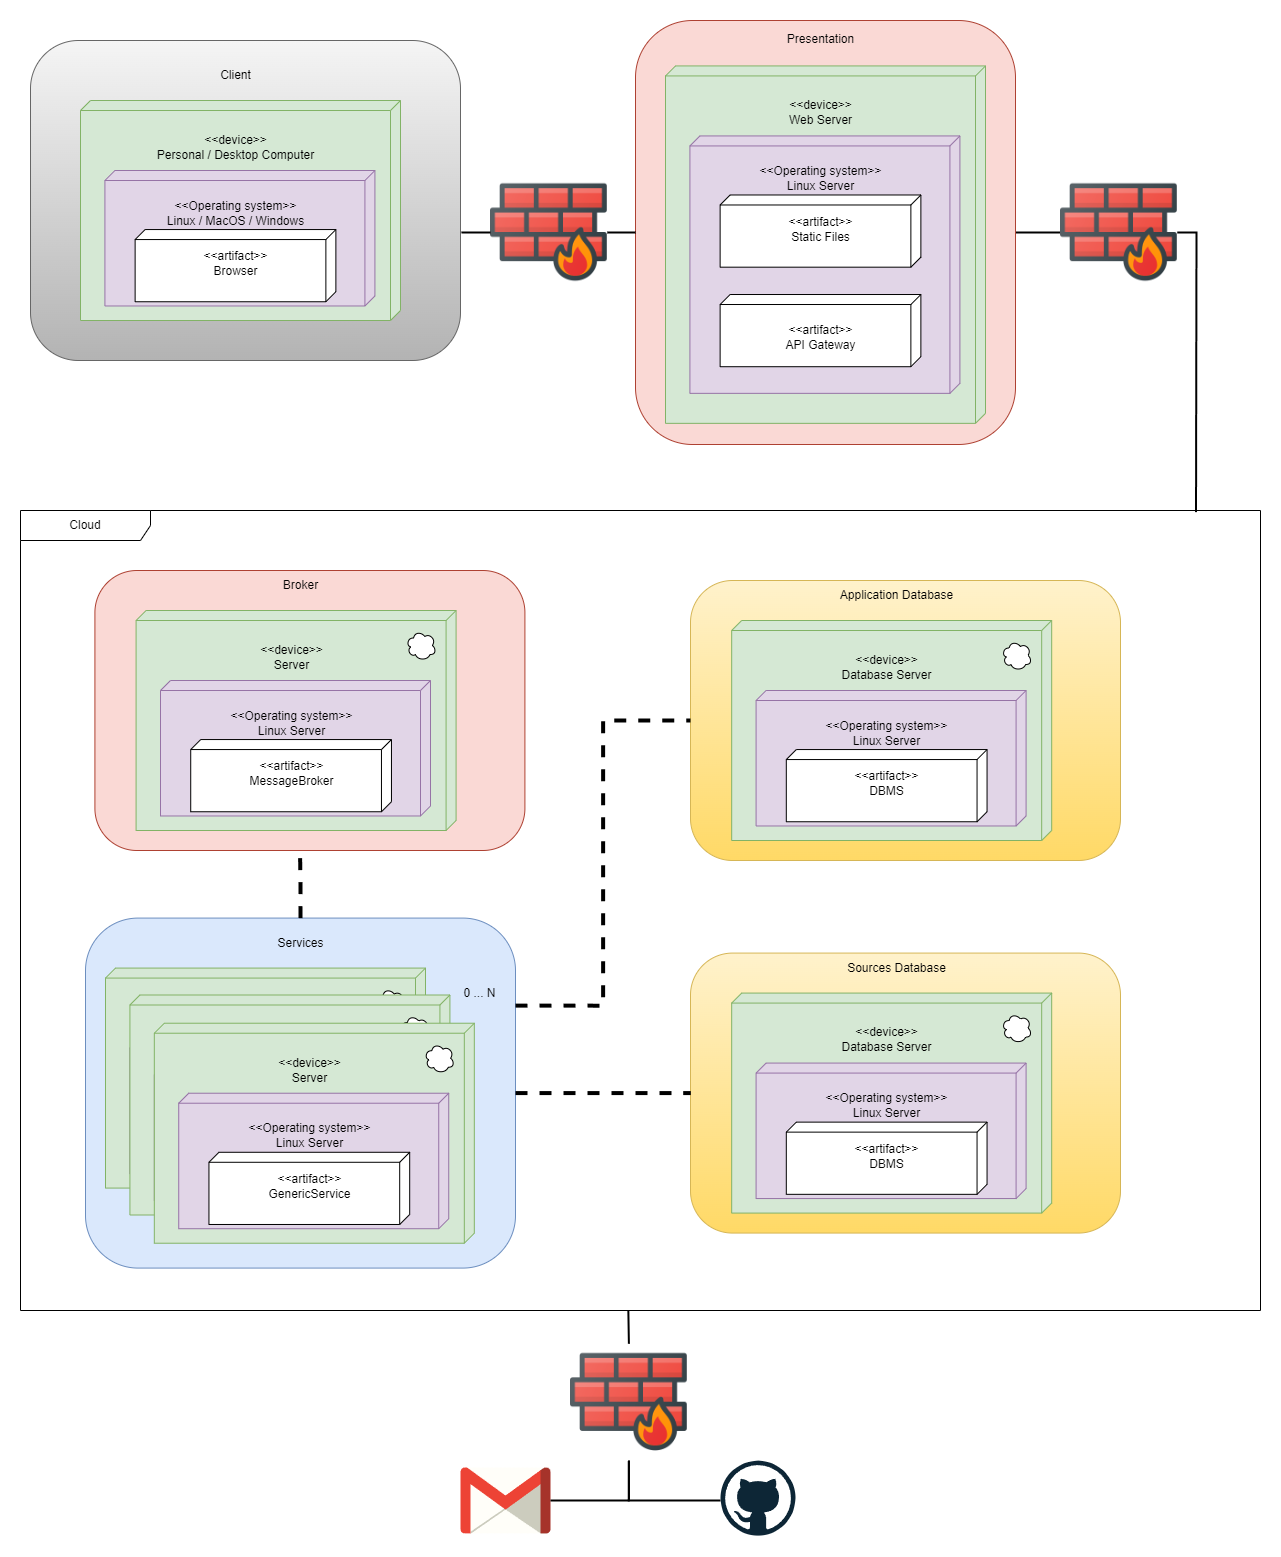 Client
<<device>>
Personal / Desktop Computer
<<Operating system>>
Linux / MacOS / Windows
<<artifact>>
Browser
Presentation
<<device>>
Web Server
<<Operating system>>
Linux Server
<<artifact>>
Static Files
<<artifact>>
API Gateway
Cloud
Broker
<<device>>
Server
<<Operating system>>
Linux Server
<<artifact>>
MessageBroker
Application Database
<<device>>
Database Server
<<Operating system>>
Linux Server
<<artifact>>
DBMS
Services
0 ... N
<<device>>
Server
<<Operating system>>
Linux Server
<<artifact>>
GenericService
Sources Database
<<device>>
Database Server
<<Operating system>>
Linux Server
<<artifact>>
DBMS